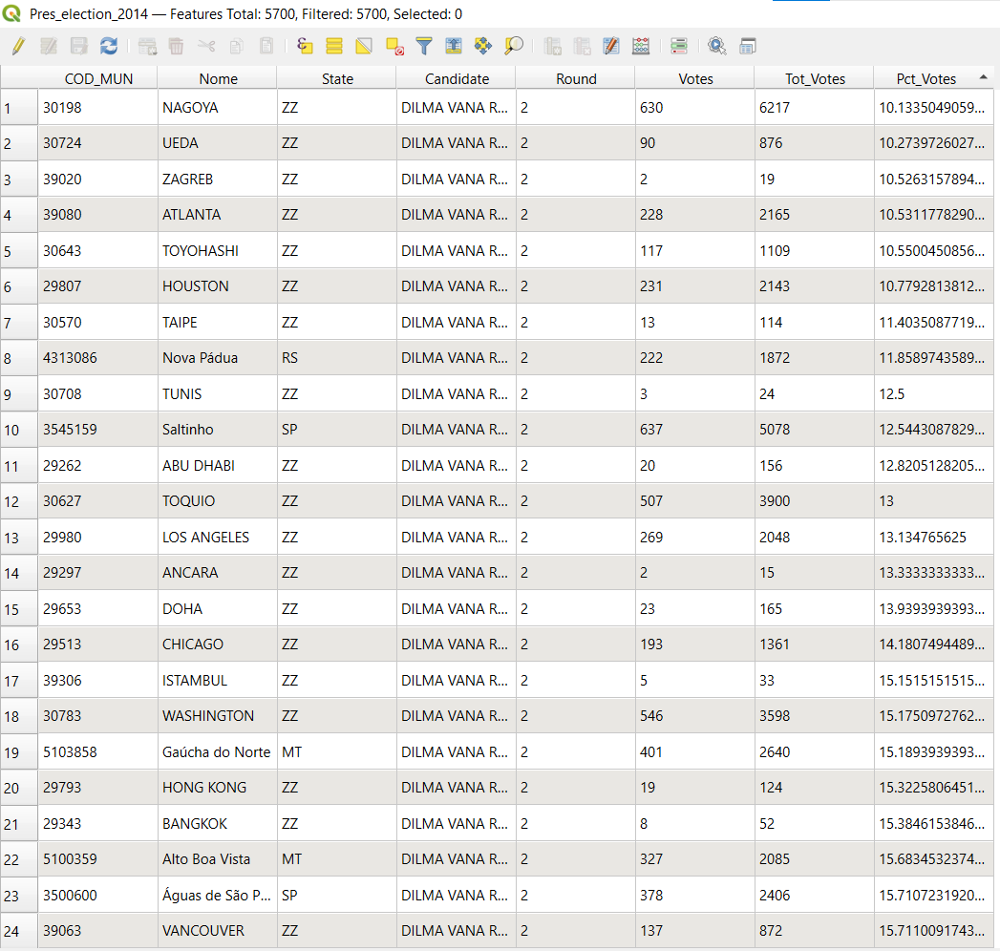 Pres_election_2014 — Features Total: 5700, Filtered: 5700, Selected: 0
COD_MUN Nome State Candidate Round Votes Tot_Votes Pct_Votes
1 30198 NAGOYA ZZ DILMA VANA R... 2 630 6217 10.1335049059...
2 30724 UEDA ZZ DILMA VANA R... 2 90 876 10.2739726027...
3 39020 ZAGREB ZZ DILMA VANA R... 2 2 19 10.5263157894...
4 39080 ATLANTA ZZ DILMA VANA R... 2 228 2165 10.5311778290...
5 30643 TOYOHASHI ZZ DILMA VANA R... 2 117 1109 10.5500450856...
6 29807 HOUSTON ZZ DILMA VANA R... 2 231 2143 10.7792813812...
7 30570 TAIPE ZZ DILMA VANA R... 2 13 114 11.4035087719...
8 4313086 Nova Pádua RS DILMA VANA R... 2 222 1872 11.8589743589...
9 30708 TUNIS ZZ DILMA VANA R... 2 3 24 12.5
10 3545159 Saltinho SP DILMA VANA R... 2 637 5078 12.5443087829...
11 29262 ABU DHABI ZZ DILMA VANA R... 2 20 156 12.8205128205...
12 30627 TOQUIO ZZ DILMA VANA R... 2 507 3900 13
13 29980 LOS ANGELES ZZ DILMA VANA R... 2 269 2048 13.134765625
14 29297 ANCARA ZZ DILMA VANA R... 2 2 15 13.3333333333...
15 29653 DOHA ZZ DILMA VANA R... 2 23 165 13.9393939393...
16 29513 CHICAGO ZZ DILMA VANA R... 2 193 1361 14.1807494489...
17 39306 ISTAMBUL ZZ DILMA VANA R... 2 5 33 15.1515151515...
18 30783 WASHINGTON ZZ DILMA VANA R... 2 546 3598 15.1750972762...
19 5103858 Gaúcha do Norte MT DILMA VANA R... 2 401 2640 15.1893939393...
20 29793 HONG KONG ZZ DILMA VANA R... 2 19 124 15.3225806451...
21 29343 BANGKOK ZZ DILMA VANA R... 2 8 52 15.3846153846...
22 5100359 Alto Boa Vista MT DILMA VANA R... 2 327 2085 15.6834532374...
23 3500600 Águas de São P... SP DILMA VANA R... 2 378 2406 15.7107231920...
24 39063 VANCOUVER ZZ DILMA VANA R... 2 137 872 15.7110091743...